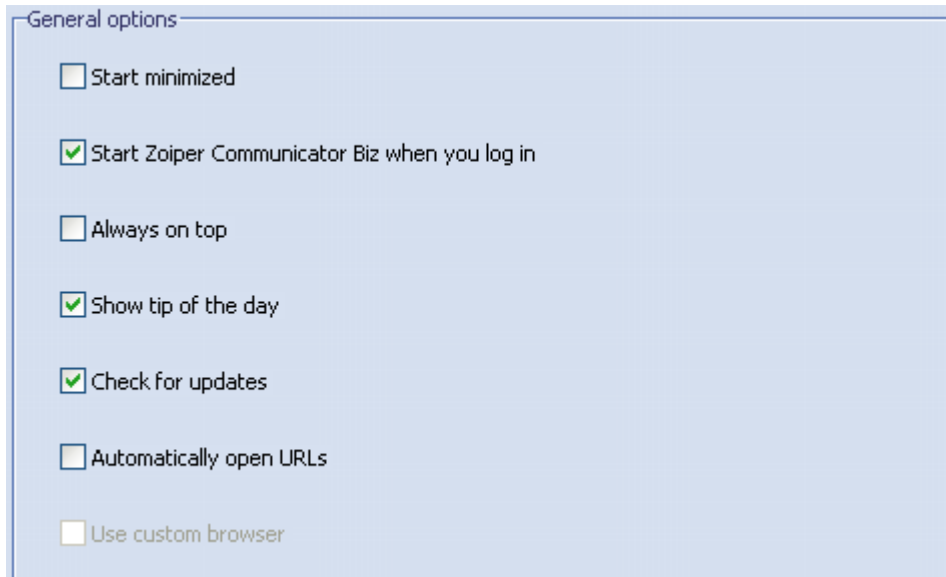 General options
Start minimized
Start Zoiper Communicator Biz when you log in
Always on top
Show tip of the day
Check for updates
Automatically open URLs
Use custom browser